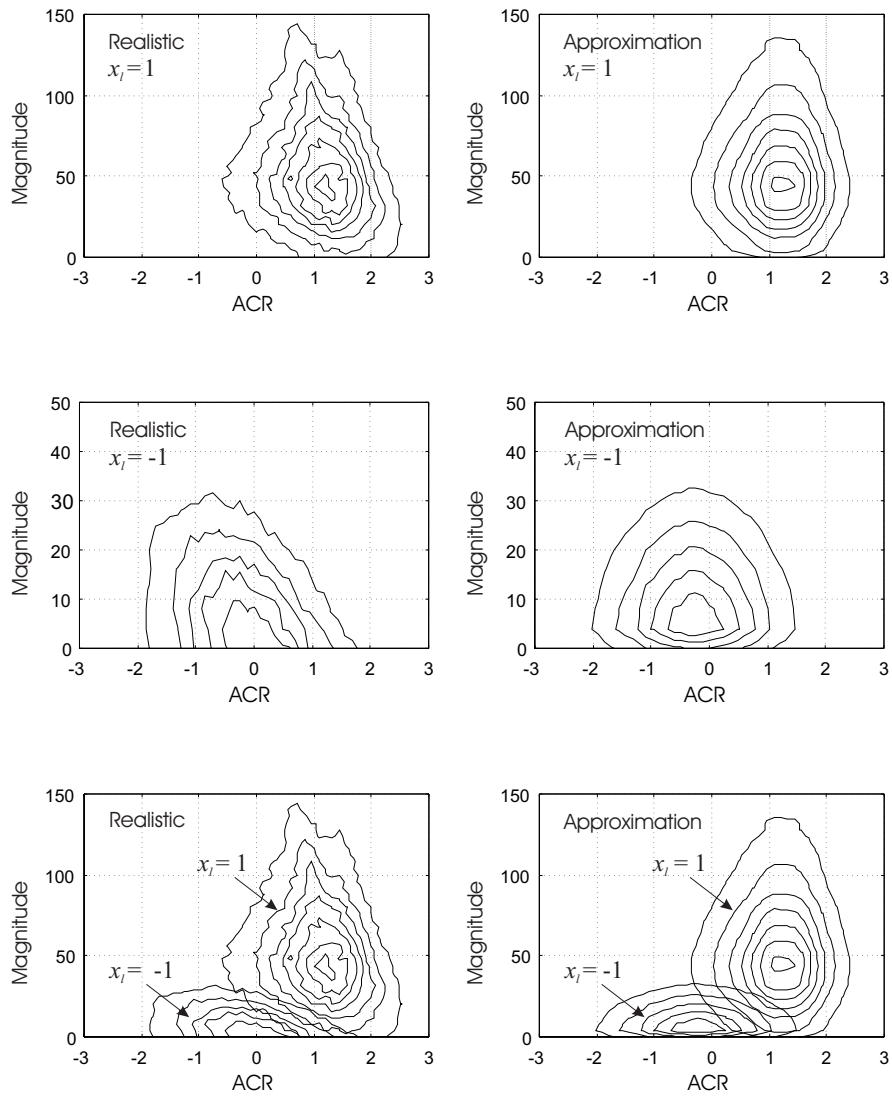 150
100
50
0
Magnitude
Realistic
x_l = 1
-3 -2 -1 0 1 2 3
ACR
150
100
50
0
Magnitude
Approximation
x_l = 1
-3 -2 -1 0 1 2 3
ACR
50
40
30
20
10
0
Magnitude
Realistic
x_l = -1
-3 -2 -1 0 1 2 3
ACR
50
40
30
20
10
0
Magnitude
Approximation
x_l = -1
-3 -2 -1 0 1 2 3
ACR
150
100
50
0
Magnitude
Realistic
x_l = 1
x_l = -1
-3 -2 -1 0 1 2 3
ACR
150
100
50
0
Magnitude
Approximation
x_l = 1
x_l = -1
-3 -2 -1 0 1 2 3
ACR